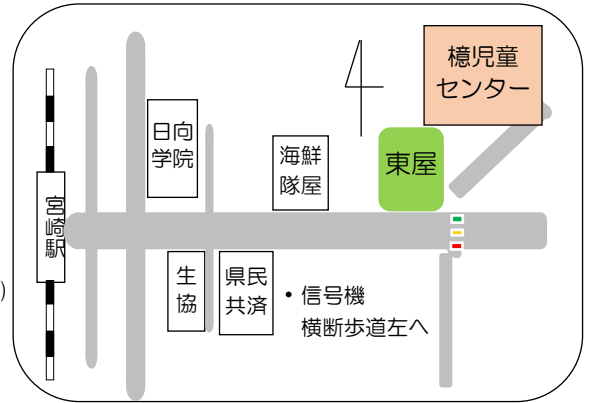 檍児童
センター
日向
学院
海鮮
隊屋
東屋
宮崎駅
生協
県民
共済
・信号機
横断歩道左へ
)